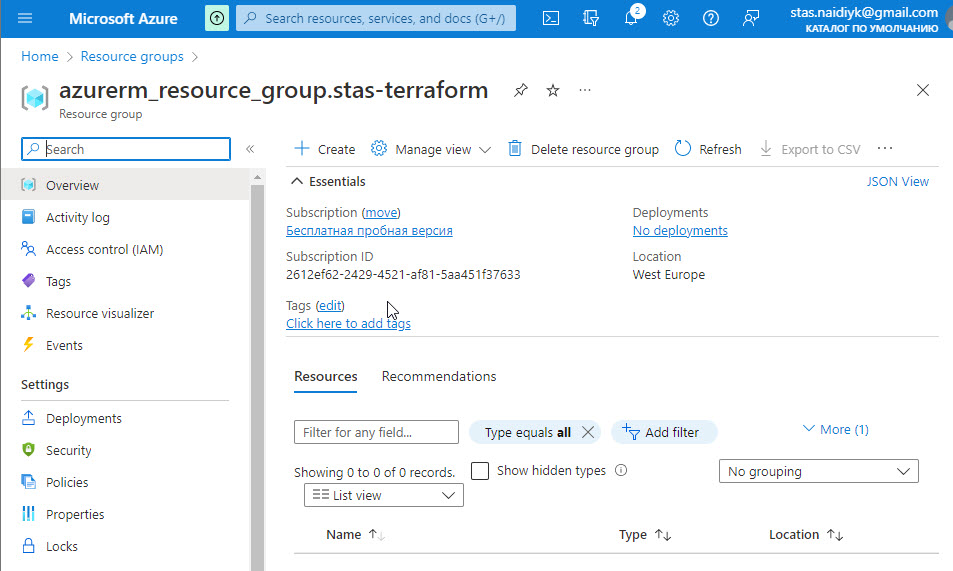 Microsoft Azure
Search resources, services, and docs (G+/)
2
stas.naidiyk@gmail.com
КАТАЛОГ ПО УМОЛЧАНИЮ
Home > Resource groups >
azurerm_resource_group.stas-terraform
Resource group
Search
Create
Manage view
Delete resource group
Refresh
Export to CSV
Overview
Activity log
Access control (IAM)
Tags
Resource visualizer
Events
Settings
Deployments
Security
Policies
Properties
Locks
Essentials
JSON View
Subscription (move)
Бесплатная пробная версия
Subscription ID
2612ef62-2429-4521-af81-5aa451f37633
Tags (edit)
Click here to add tags
Deployments
No deployments
Location
West Europe
Resources
Recommendations
Filter for any field...
Type equals all
Add filter
More (1)
Showing 0 to 0 of 0 records.
Show hidden types
No grouping
List view
Name
Type
Location